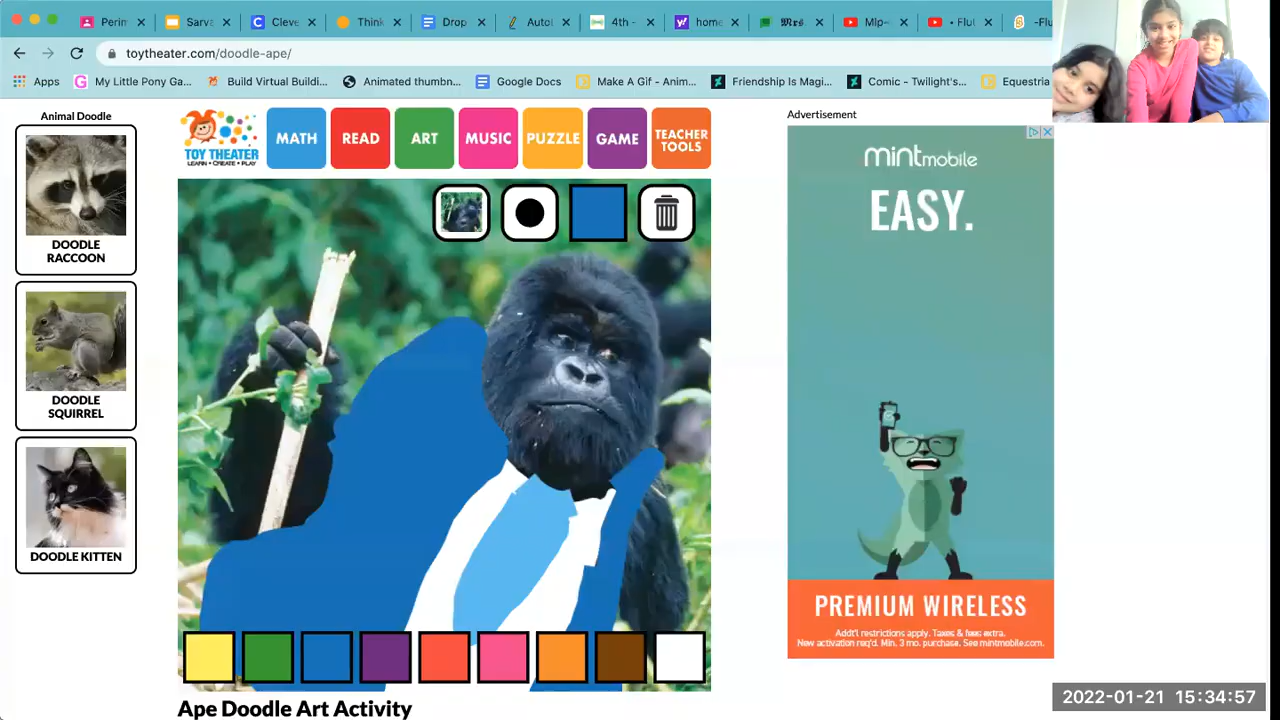 Perin
Sarva
Cleve
Think
Drop
Autol
4th -
home
Mrs
Mlp-
• Flut
-Flu
toytheater.com/doodle-ape/
Apps
My Little Pony Ga...
Build Virtual Buildi...
Animated thumbn...
Google Docs
Make A Gif - Anim...
Friendship Is Magi...
Comic - Twilight's...
Equestria
Animal Doodle
DOODLE
RACCOON
DOODLE
SQUIRREL
DOODLE KITTEN
TOY THEATER
LEARN • CREATE • PLAY
MATH
READ
ART
MUSIC
PUZZLE
GAME
TEACHER
TOOLS
Ape Doodle Art Activity
Advertisement
mintmobile
EASY.
PREMIUM WIRELESS
Addt'l restrictions apply. Taxes & fees extra.
New activation req'd. Min. 3 mo. purchase. See mintmobile.com.
2022-01-21 15:34:57